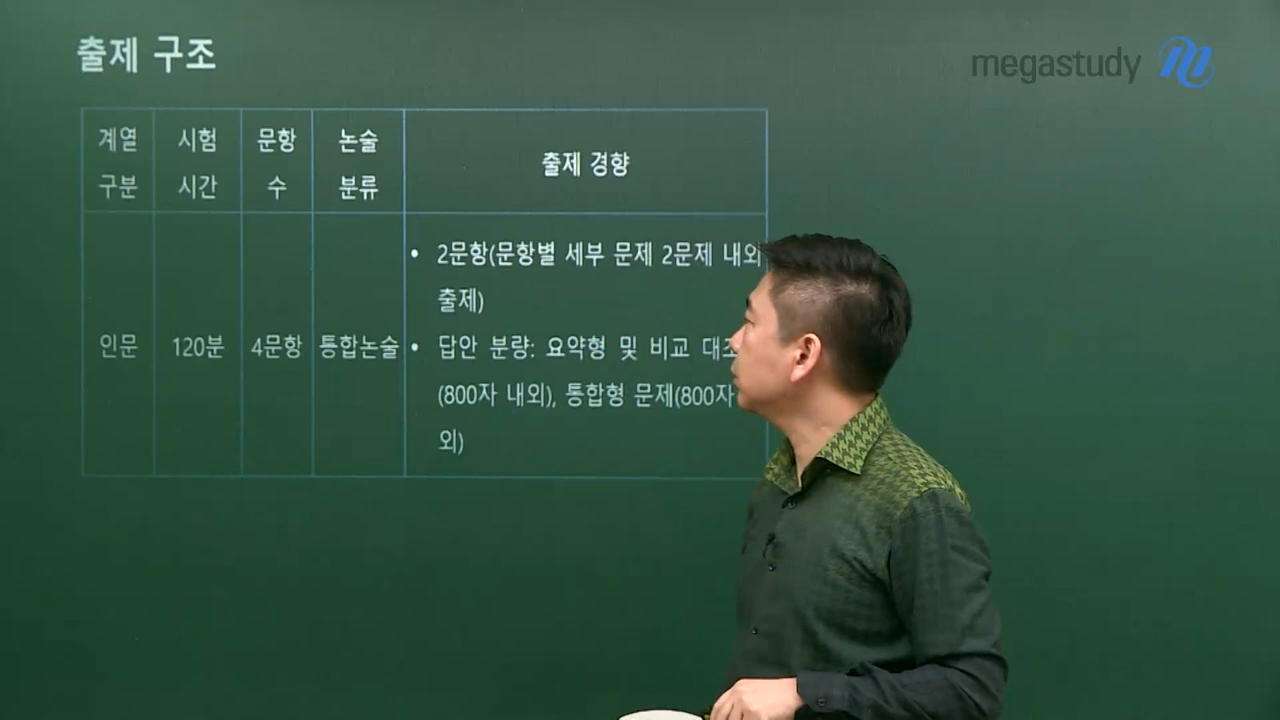 출제 구조
megastudy
계열 구분
시험 시간
문항 수
논술 분류
출제 경향
인문
120분
4문항
통합논술
• 2문항(문항별 세부 문제 2문제 내외
출제)
• 답안 분량: 요약형 및 비교
(800자 내외), 통합형 문제(800자
외)